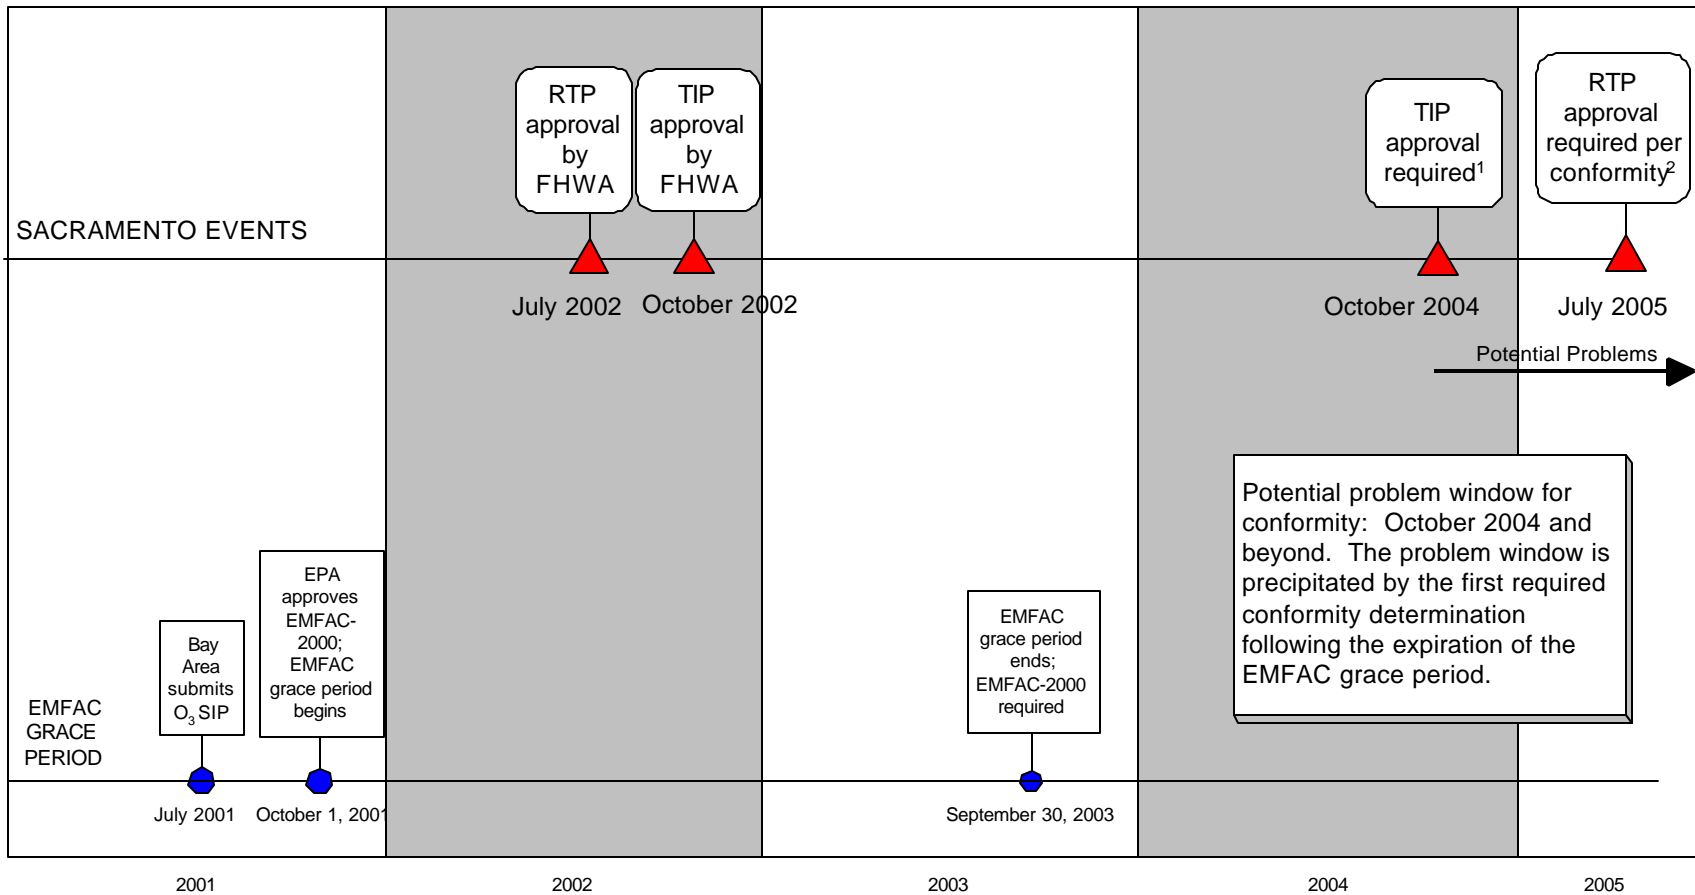 RTP
approval
by
FHWA
TIP
approval
by
FHWA
TIP
approval
required¹
RTP
approval
required per
conformity²
SACRAMENTO EVENTS
July 2002
October 2002
October 2004
July 2005
Potential Problems
Potential problem window for
conformity: October 2004 and
beyond. The problem window is
precipitated by the first required
conformity determination
following the expiration of the
EMFAC grace period.
EMFAC
GRACE
PERIOD
Bay
Area
submits
O₃ SIP
EPA
approves
EMFAC-
2000;
EMFAC
grace period
begins
EMFAC
grace period
ends;
EMFAC-2000
required
July 2001
October 1, 2001
September 30, 2003
2001
2002
2003
2004
2005